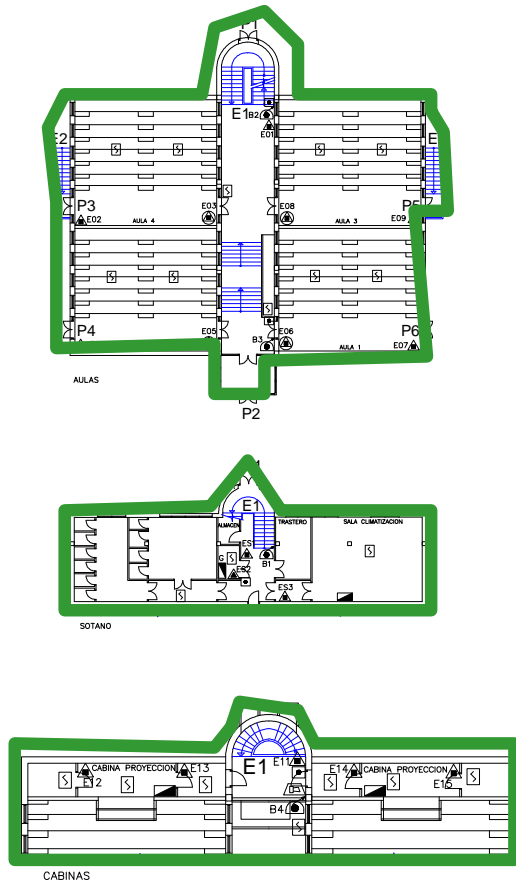 P1
E1
B2
E01
E2
E
P3
E02
E03
E08
P5
E09
AULA 4
AULA 3
P4
E05
B3
E06
P6
E07
AULA 1
AULAS
P2
1
E1
ALMACEN
TRASTERO
SALA CLIMATIZACION
ES
G
ES2
B1
ES3
SOTANO
E1
E11
CABINA PROYECCION
E13
E12
E14
CABINA PROYECCION
E15
B4
CABINAS